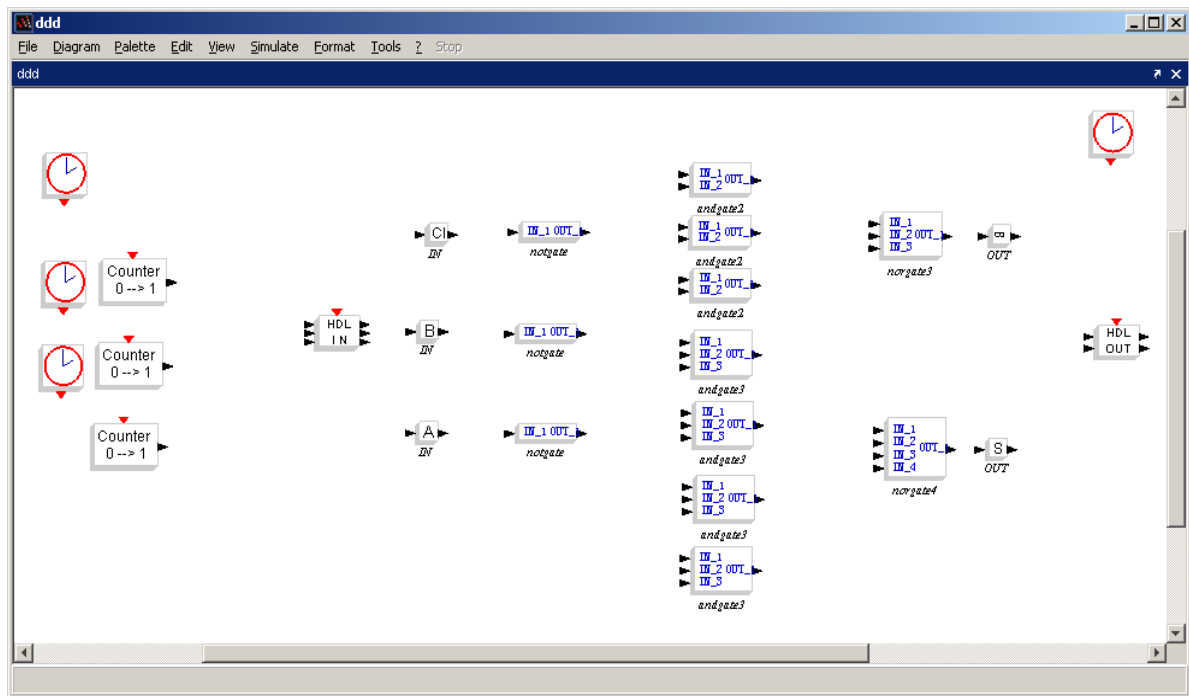 ddd
File Diagram Palette Edit View Simulate Format Tools ? Stop
ddd
IN_1
IN_2 OUT_
andgate2
CI
IN
IN_1 OUT_
notgate
IN_1
IN_2 OUT_
andgate2
IN_1
IN_2 OUT_
IN_3
norgate3
OUT
Counter
0 --> 1
IN_1
IN_2 OUT_
andgate2
HDL
IN
B
IN
IN_1 OUT_
notgate
IN_1
IN_2 OUT_
IN_3
andgate3
HDL
OUT
Counter
0 --> 1
Counter
0 --> 1
A
IN
IN_1 OUT_
notgate
IN_1
IN_2 OUT_
IN_3
andgate3
IN_1
IN_2
IN_3 OUT_
IN_4
norgate4
S
OUT
IN_1
IN_2 OUT_
IN_3
andgate3
IN_1
IN_2 OUT_
IN_3
andgate3